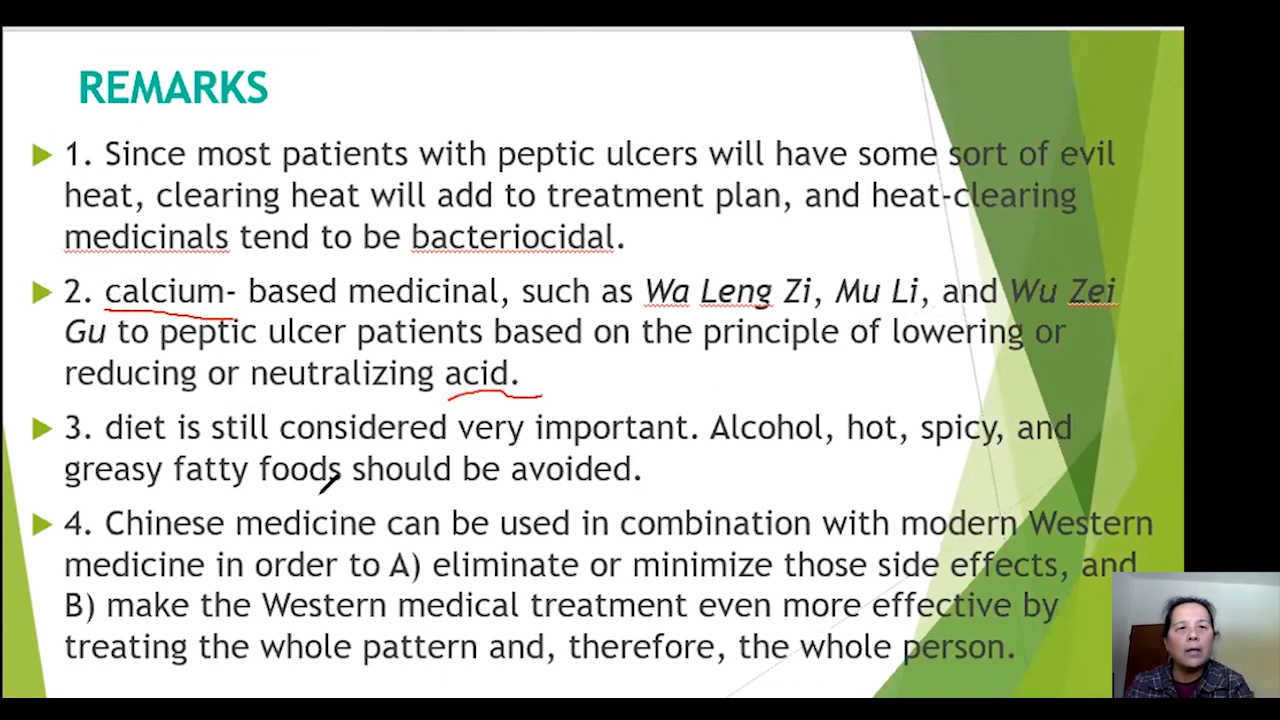 REMARKS
1. Since most patients with peptic ulcers will have some sort of evil
heat, clearing heat will add to treatment plan, and heat-clearing
medicinals tend to be bacteriocidal.
2. calcium- based medicinal, such as Wa Leng Zi, Mu Li, and Wu Zei
Gu to peptic ulcer patients based on the principle of lowering or
reducing or neutralizing acid.
3. diet is still considered very important. Alcohol, hot, spicy, and
greasy fatty foods should be avoided.
4. Chinese medicine can be used in combination with modern Western
medicine in order to A) eliminate or minimize those side effects, and
B) make the Western medical treatment even more effective by
treating the whole pattern and, therefore, the whole person.